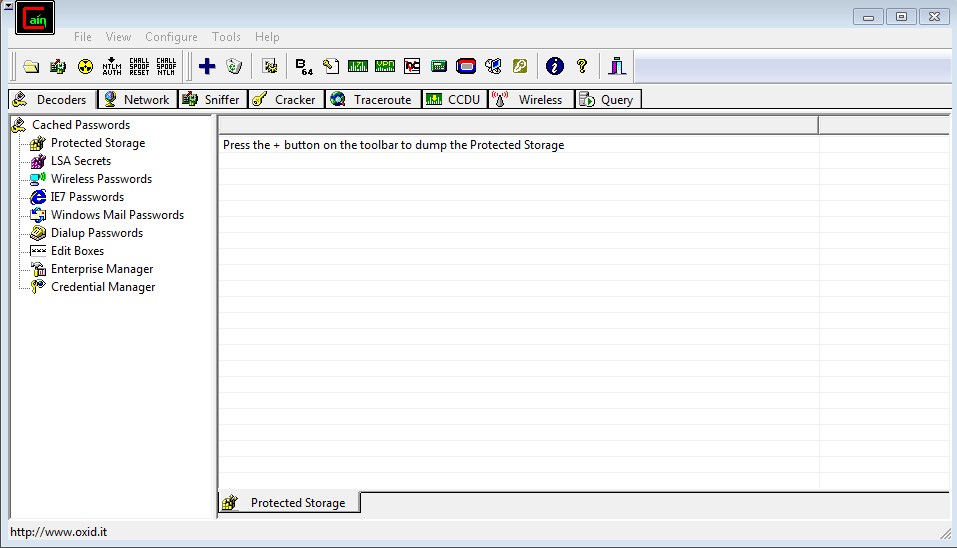 Caín
File View Configure Tools Help
NTLM AUTH CHALL SPOOF RESET CHALL SPOOF NTLM B64 VPN
Decoders Network Sniffer Cracker Traceroute CCDU Wireless Query
Cached Passwords
Protected Storage
LSA Secrets
Wireless Passwords
IE7 Passwords
Windows Mail Passwords
Dialup Passwords
Edit Boxes
Enterprise Manager
Credential Manager
Press the + button on the toolbar to dump the Protected Storage
Protected Storage
http://www.oxid.it